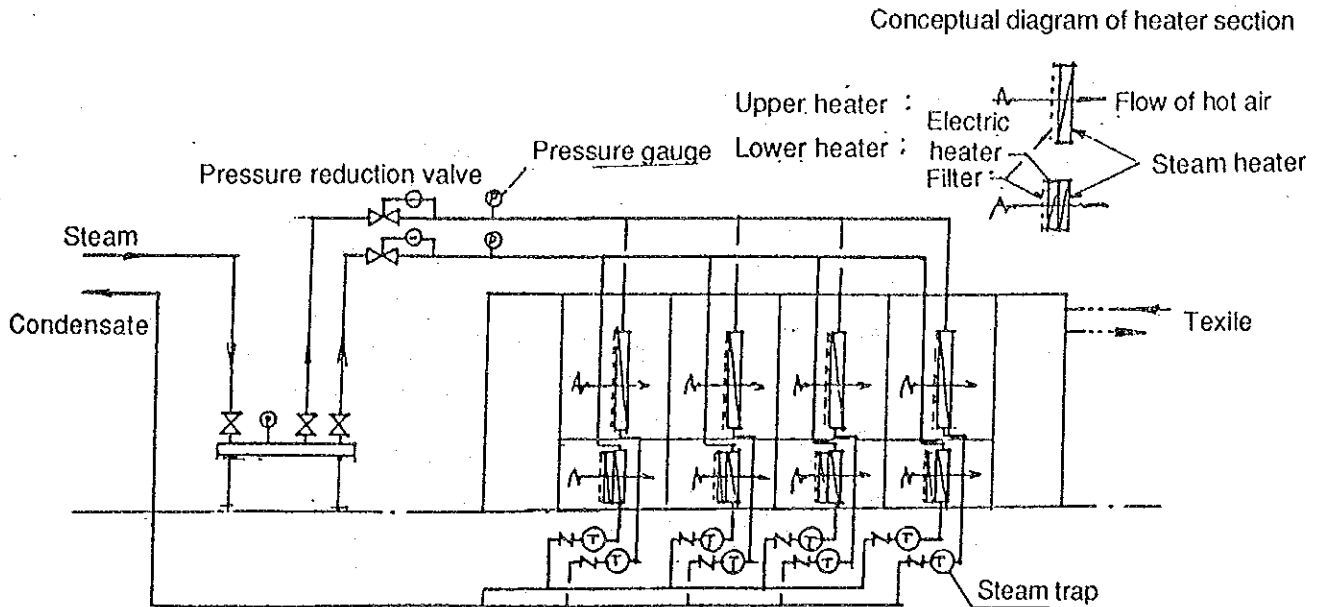 Conceptual diagram of heater section
Upper heater :
Flow of hot air
Electric
Lower heater :
heater
Filter
Steam heater
Pressure gauge
Pressure reduction valve
P
P
Steam
Condensate
Texile
T
T
T
T
T
T
T
T
Steam trap